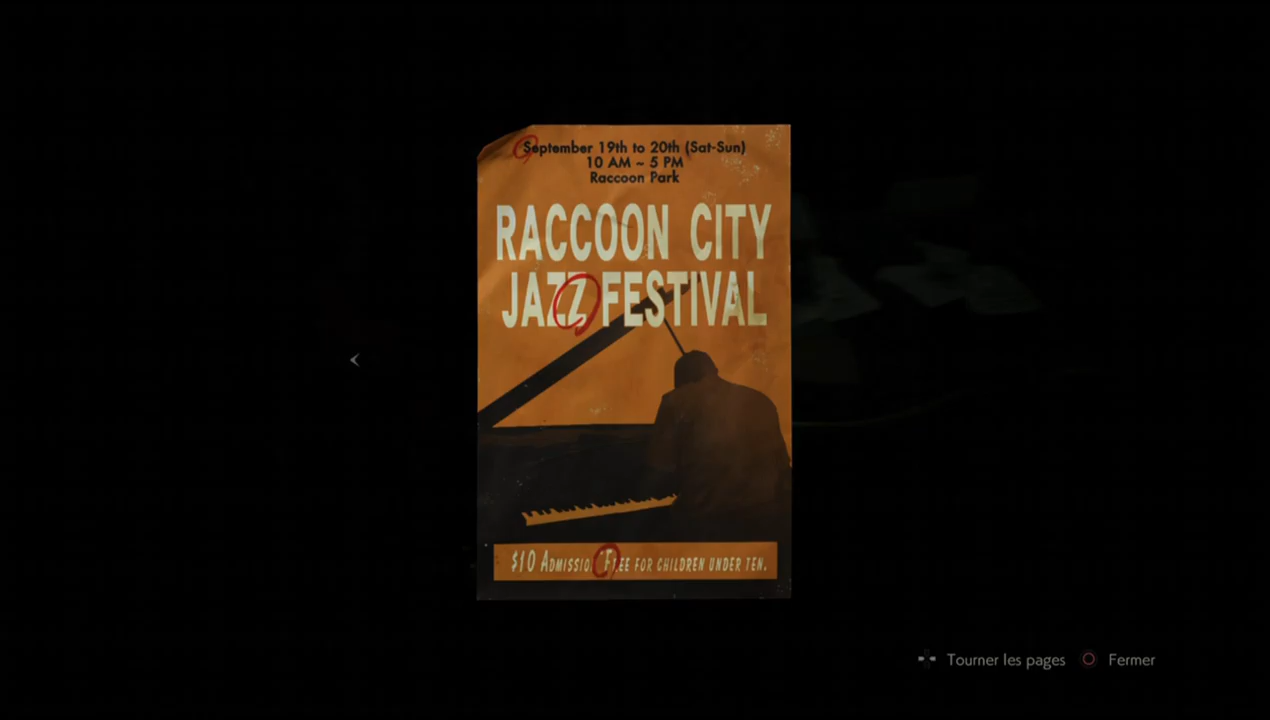 September 19th to 20th (Sat-Sun)
10 AM ~ 5 PM
Raccoon Park
RACCOON CITY
JAZZ FESTIVAL
$10 ADMISSION *FREE FOR CHILDREN UNDER TEN.
Tourner les pages Fermer